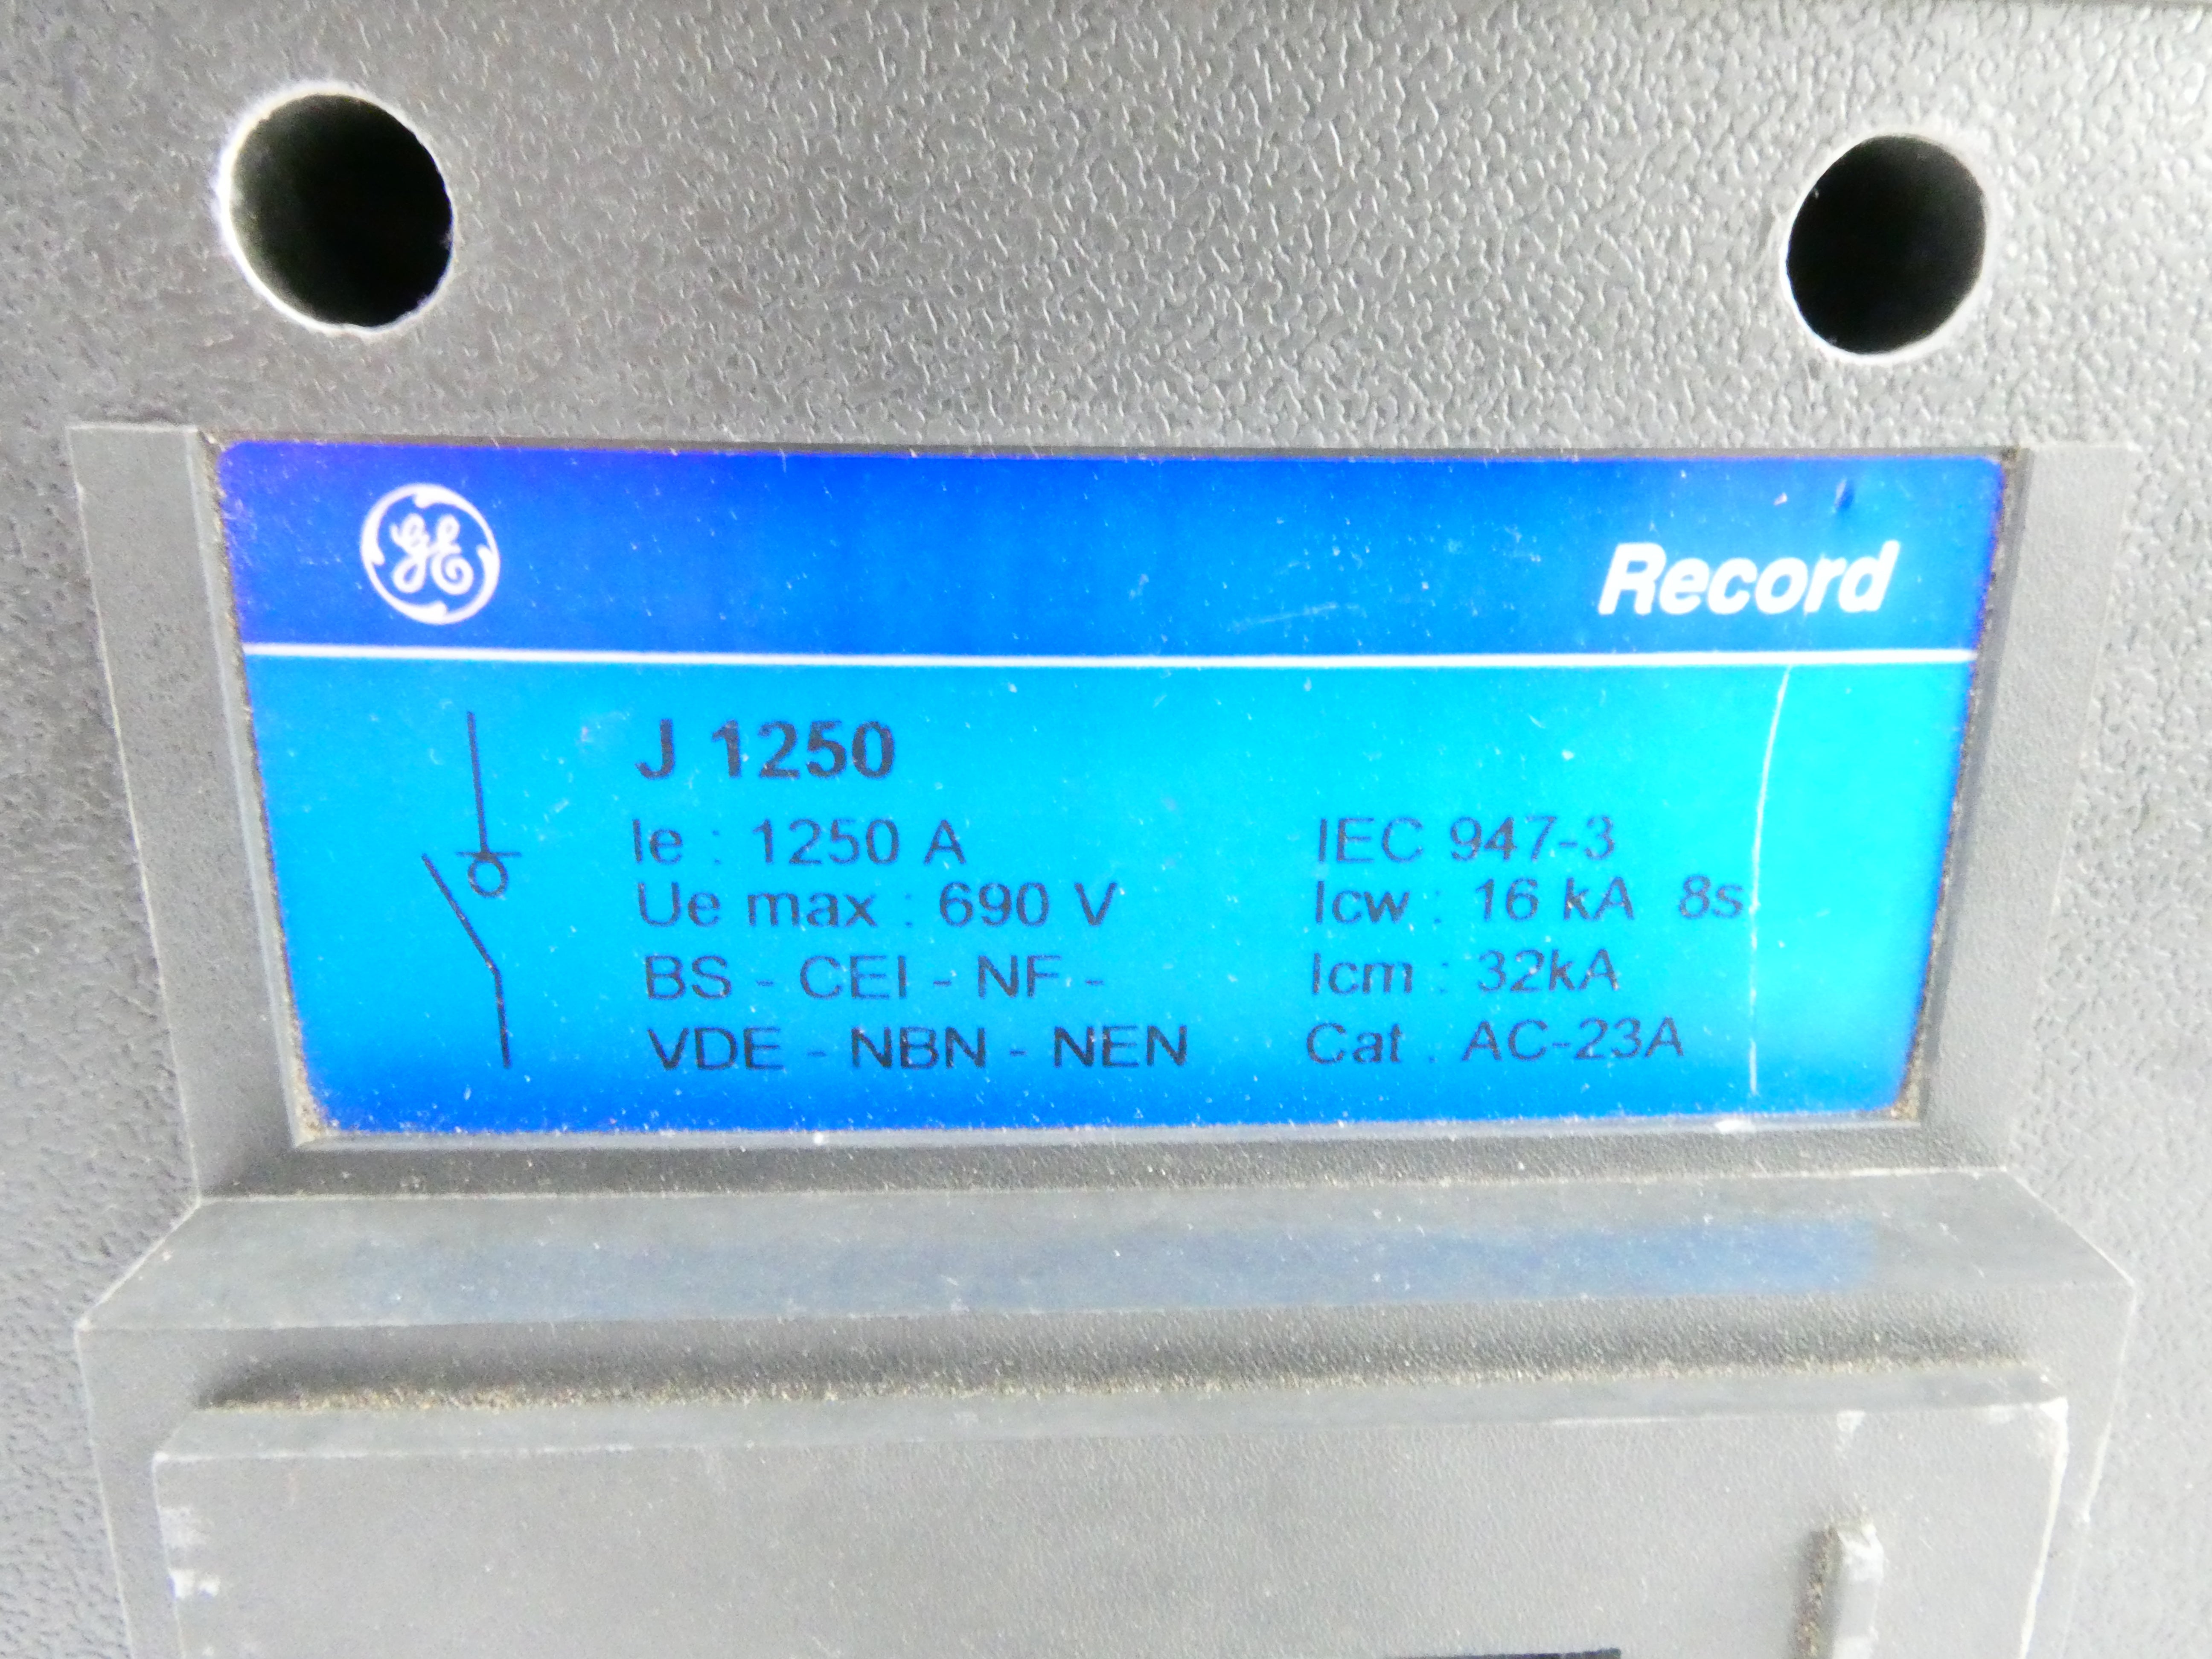 GE
Record
J 1250
Ie : 1250 A
Ue max : 690 V
BS - CEI - NF -
VDE - NBN - NEN
IEC 947-3
Icw : 16 kA 8s
Icm : 32kA
Cat . AC-23A